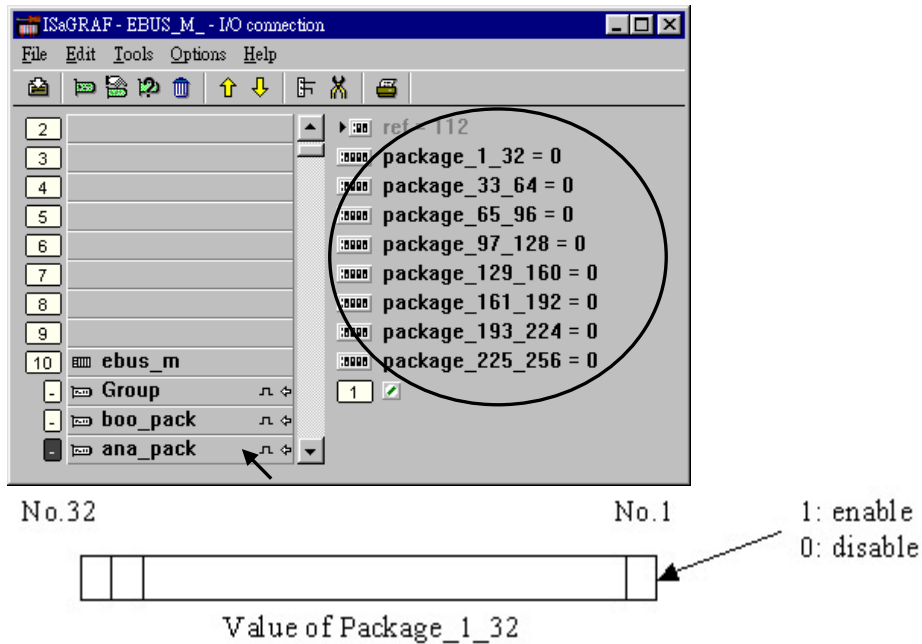 ISaGRAF - EBUS_M_ - I/O connection
File Edit Tools Options Help
2
3
4
5
6
7
8
9
10 ebus_m
- Group
- boo_pack
- ana_pack
ref = 112
package_1_32 = 0
package_33_64 = 0
package_65_96 = 0
package_97_128 = 0
package_129_160 = 0
package_161_192 = 0
package_193_224 = 0
package_225_256 = 0
1
No.32 No.1
1: enable
0: disable
Value of Package_1_32